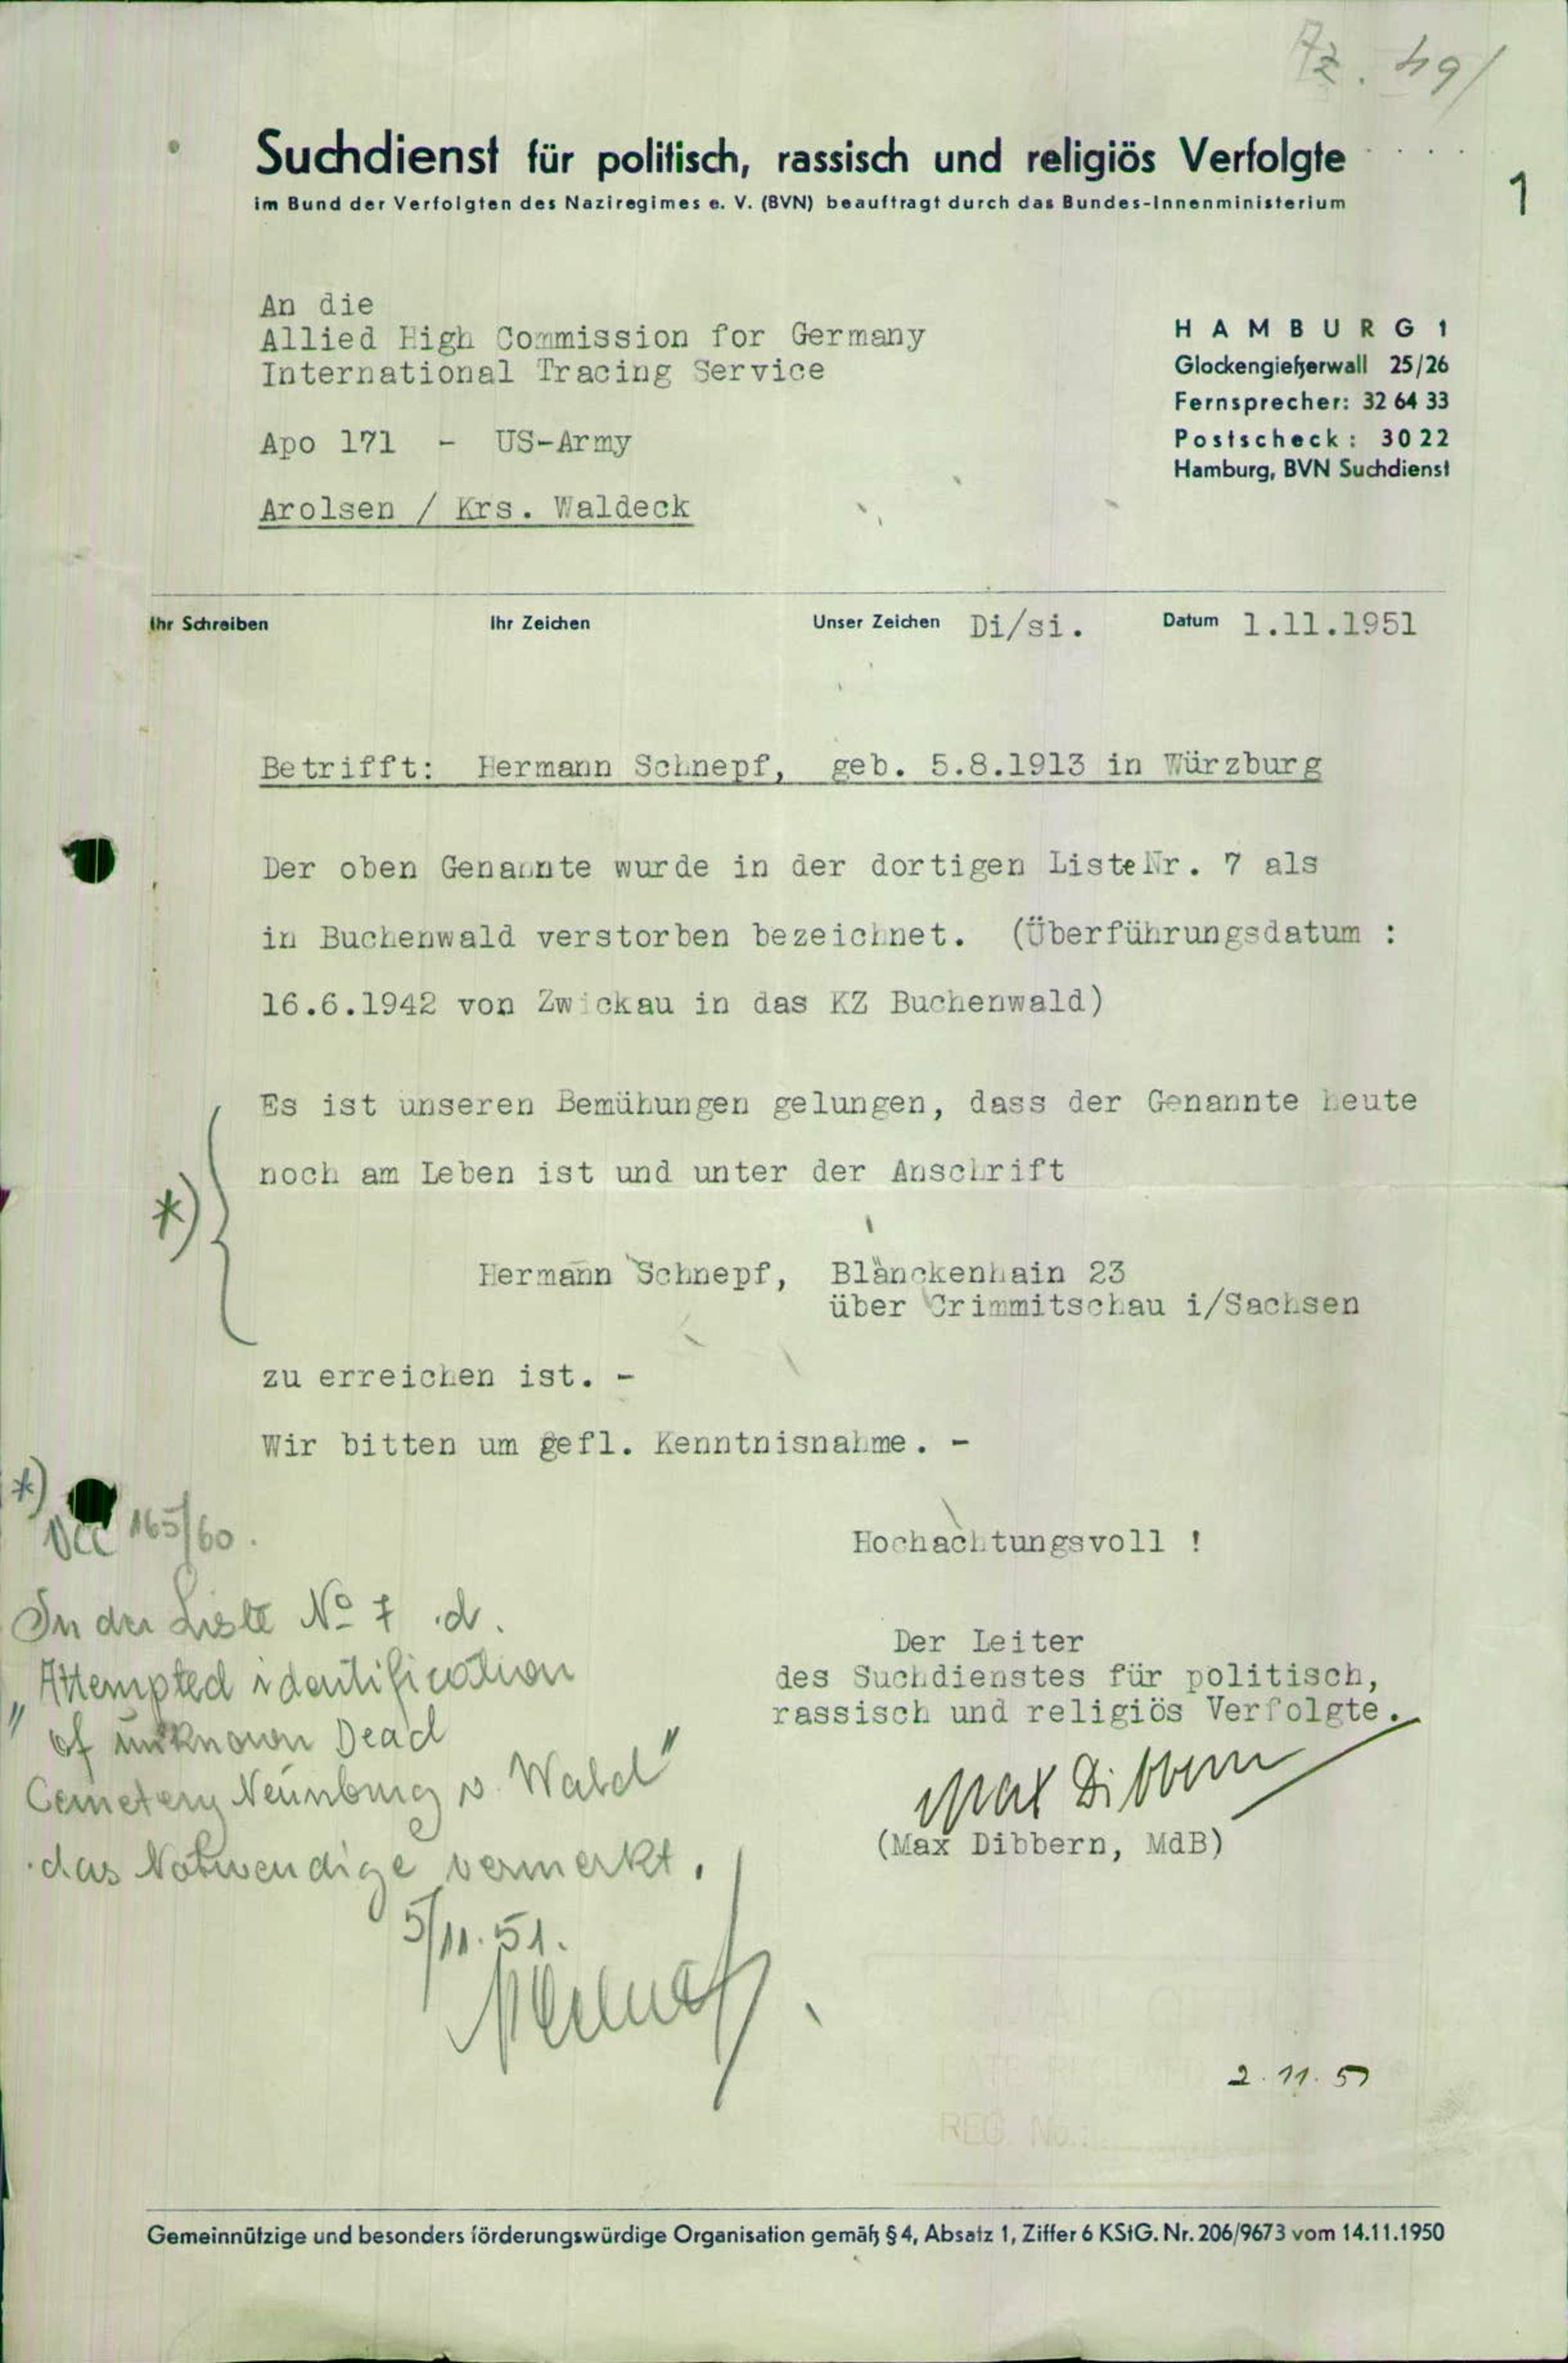 Az. 49/
Suchdienst für politisch, rassisch und religiös Verfolgte
im Bund der Verfolgten des Naziregimes e. V. (BVN) beauftragt durch das Bundes-Innenministerium
1
An die
Allied High Commission for Germany
International Tracing Service
Apo 171 - US-Army
Arolsen / Krs. Waldeck
HAMBURG 1
Glockengießerwall 25/26
Fernsprecher: 32 64 33
Postscheck: 30 22
Hamburg, BVN Suchdienst
Ihr Schreiben Ihr Zeichen Unser Zeichen Di/si. Datum 1.11.1951
Betrifft: Hermann Schnepf, geb. 5.8.1913 in Würzburg
Der oben Genannte wurde in der dortigen Liste Nr. 7 als
in Buchenwald verstorben bezeichnet. (Überführungsdatum :
16.6.1942 von Zwickau in das KZ Buchenwald)
Es ist unseren Bemühungen gelungen, dass der Genannte heute
noch am Leben ist und unter der Anschrift
*)
Hermann Schnepf, Blanckenhain 23
über Crimmitschau i/Sachsen
zu erreichen ist. -
Wir bitten um gefl. Kenntnisnahme. -
Hochachtungsvoll !
Der Leiter
des Suchdienstes für politisch,
rassisch und religiös Verfolgte.
Max Dibbern
(Max Dibbern, MdB)
*)
165/60.
In der Liste No 7 d.
"Attempted identification
of unknown Dead
Cemetery Neunburg v. Wald"
das Notwendige vermerkt.
5/11.51.
2.11.51
REG. No.:
Gemeinnützige und besonders förderungswürdige Organisation gemäß § 4, Absatz 1, Ziffer 6 KStG. Nr. 206/9673 vom 14.11.1950